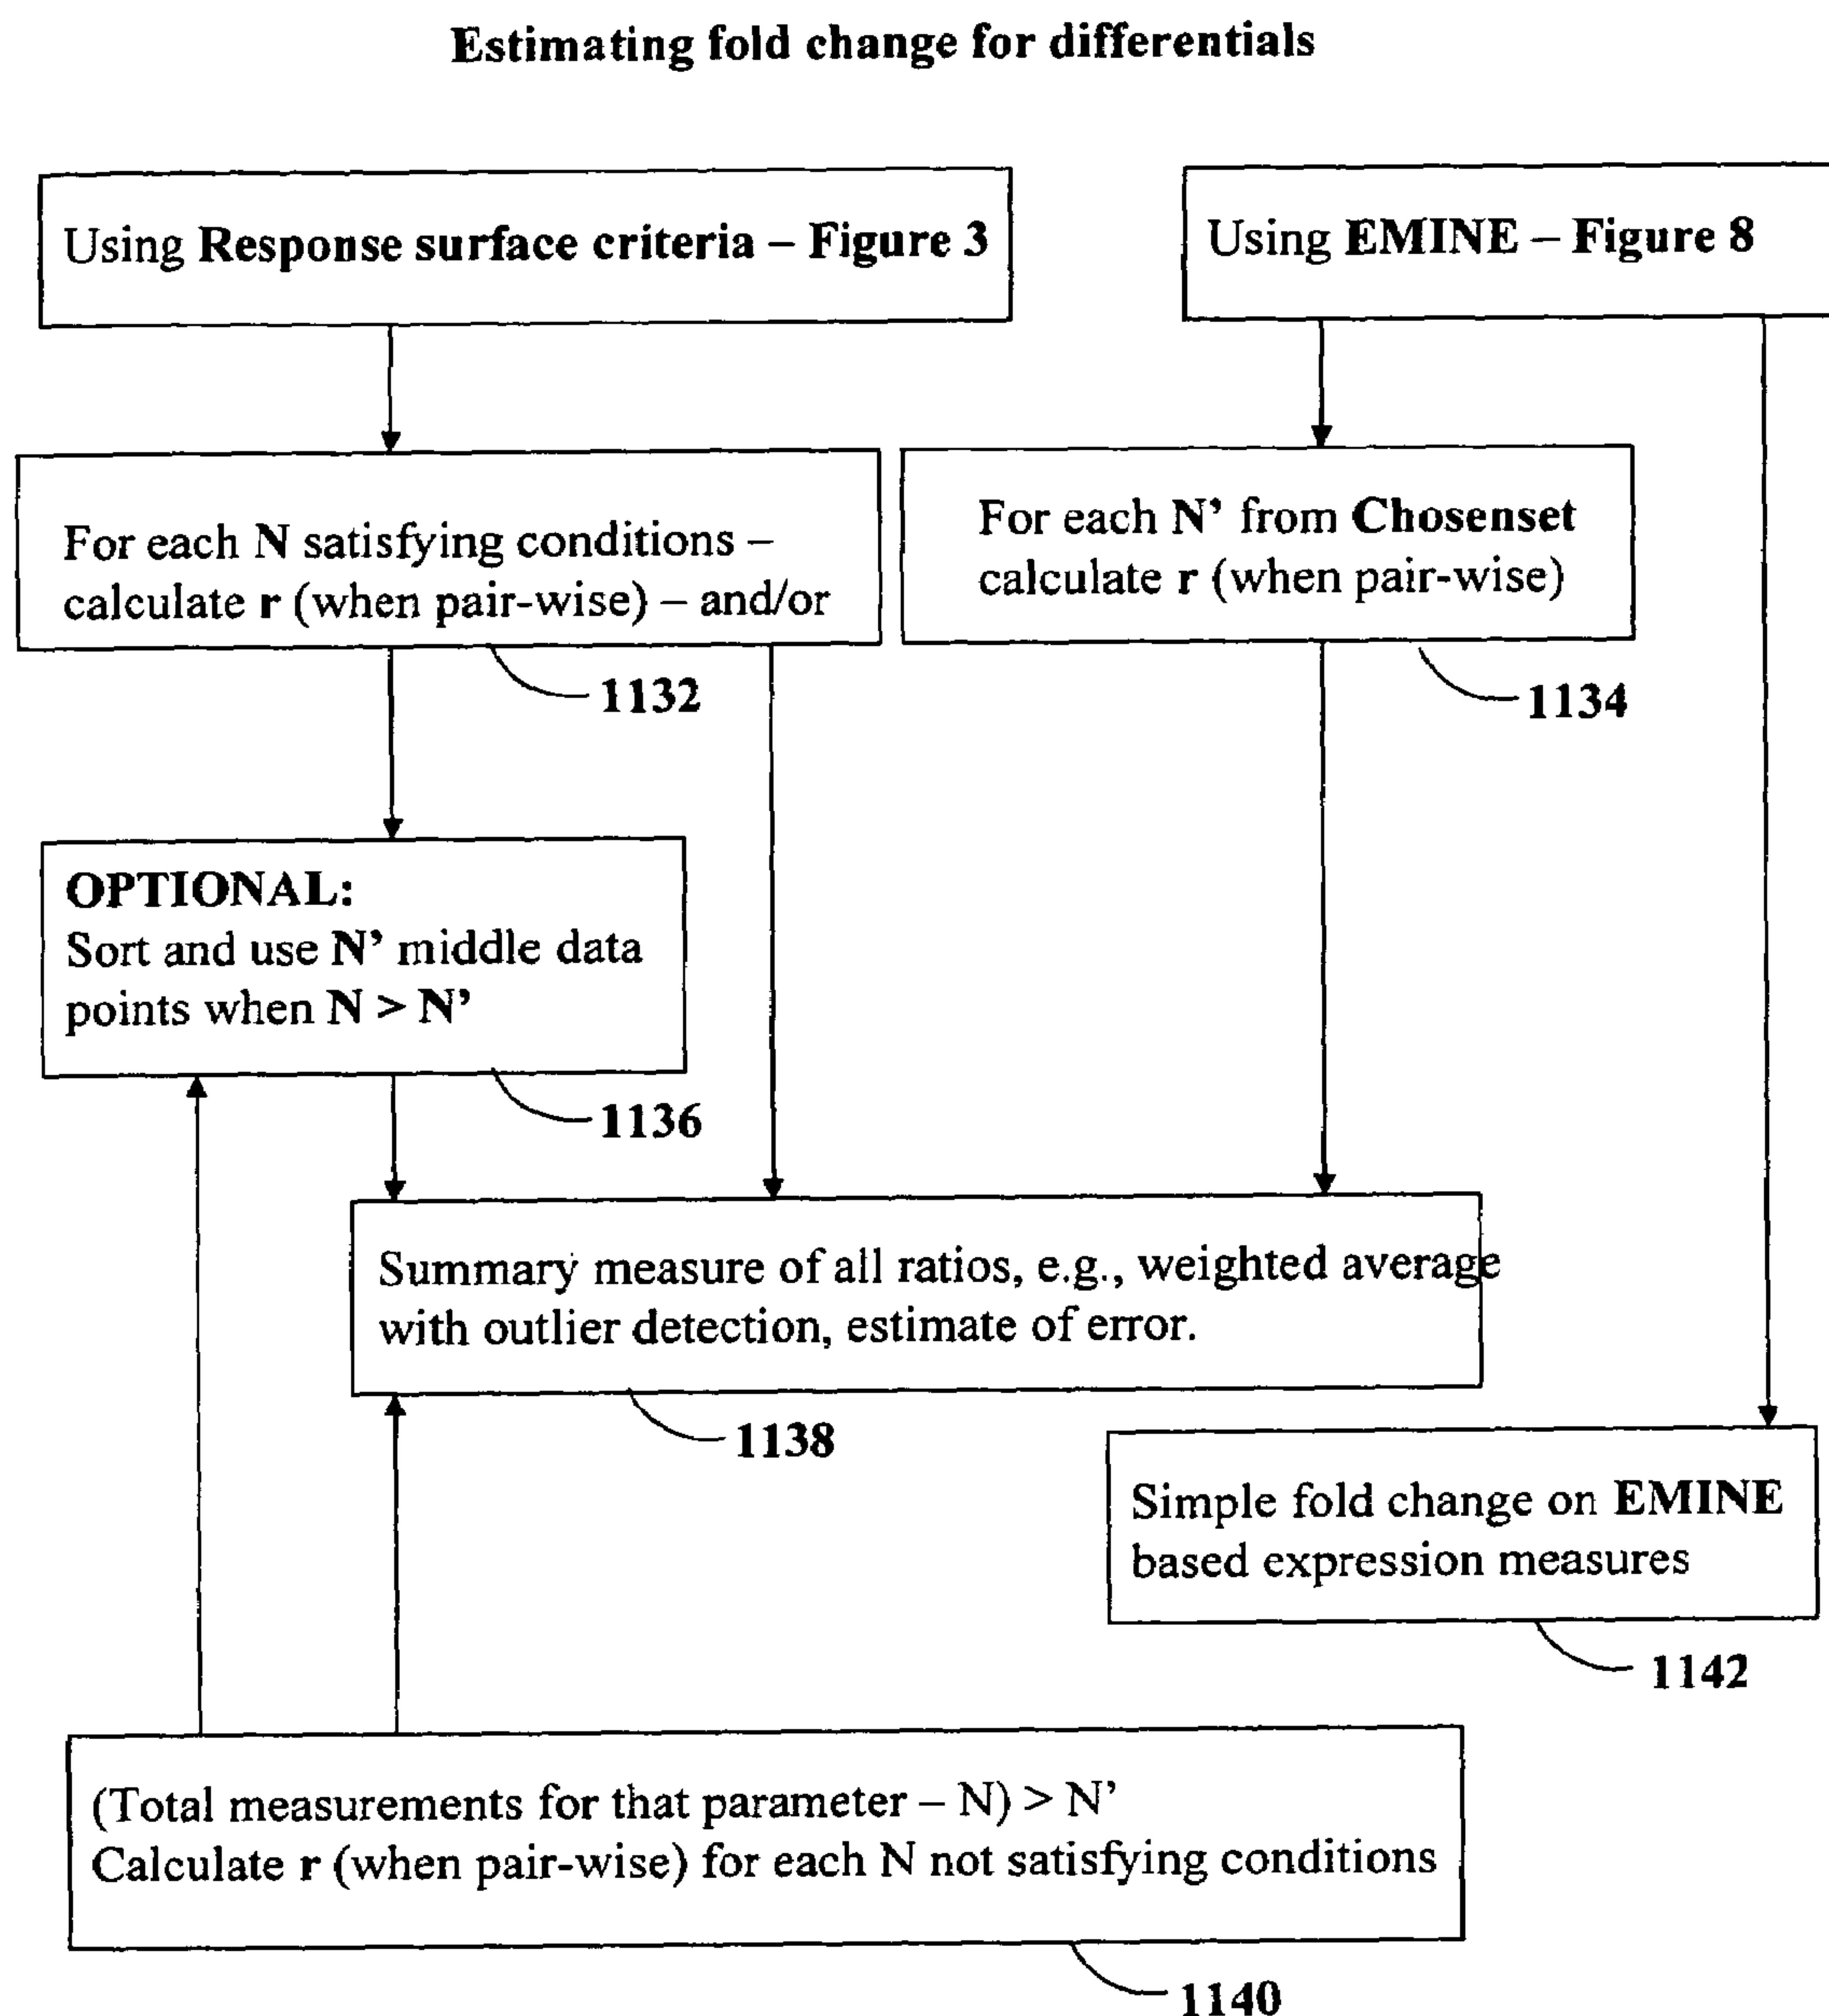 Estimating fold change for differentials
Using Response surface criteria – Figure 3
Using EMINE – Figure 8
For each N satisfying conditions –
calculate r (when pair-wise) – and/or
1132
For each N’ from Chosenset
calculate r (when pair-wise)
1134
OPTIONAL:
Sort and use N’ middle data
points when N > N’
1136
Summary measure of all ratios, e.g., weighted average
with outlier detection, estimate of error.
1138
Simple fold change on EMINE
based expression measures
1142
(Total measurements for that parameter – N) > N’
Calculate r (when pair-wise) for each N not satisfying conditions
1140